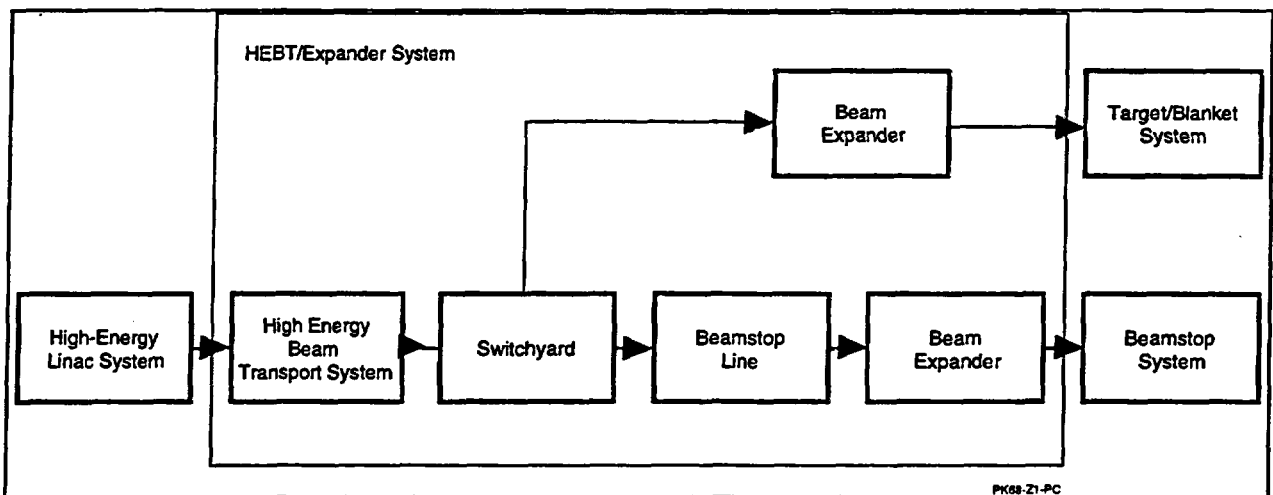 HEBT/Expander System
Beam
Expander
Target/Blanket
System
High-Energy
Linac System
High Energy
Beam
Transport System
Switchyard
Beamstop
Line
Beam
Expander
Beamstop
System
PK68-Z1-PC